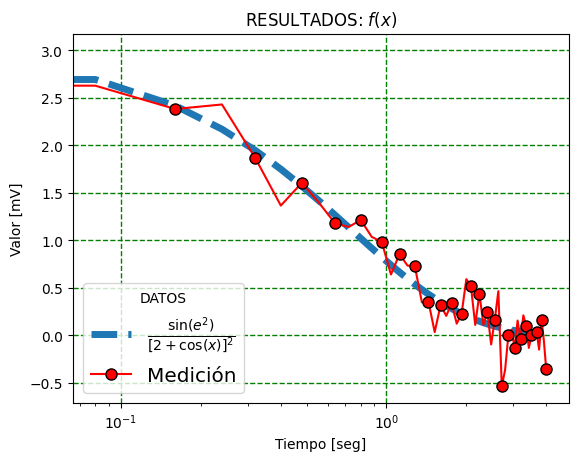 RESULTADOS: f(x)
Valor [mV]
3.0
2.5
2.0
1.5
1.0
0.5
0.0
−0.5
DATOS
sin(e²)
[2 + cos(x)]²
Medición
10⁻¹
10⁰
Tiempo [seg]